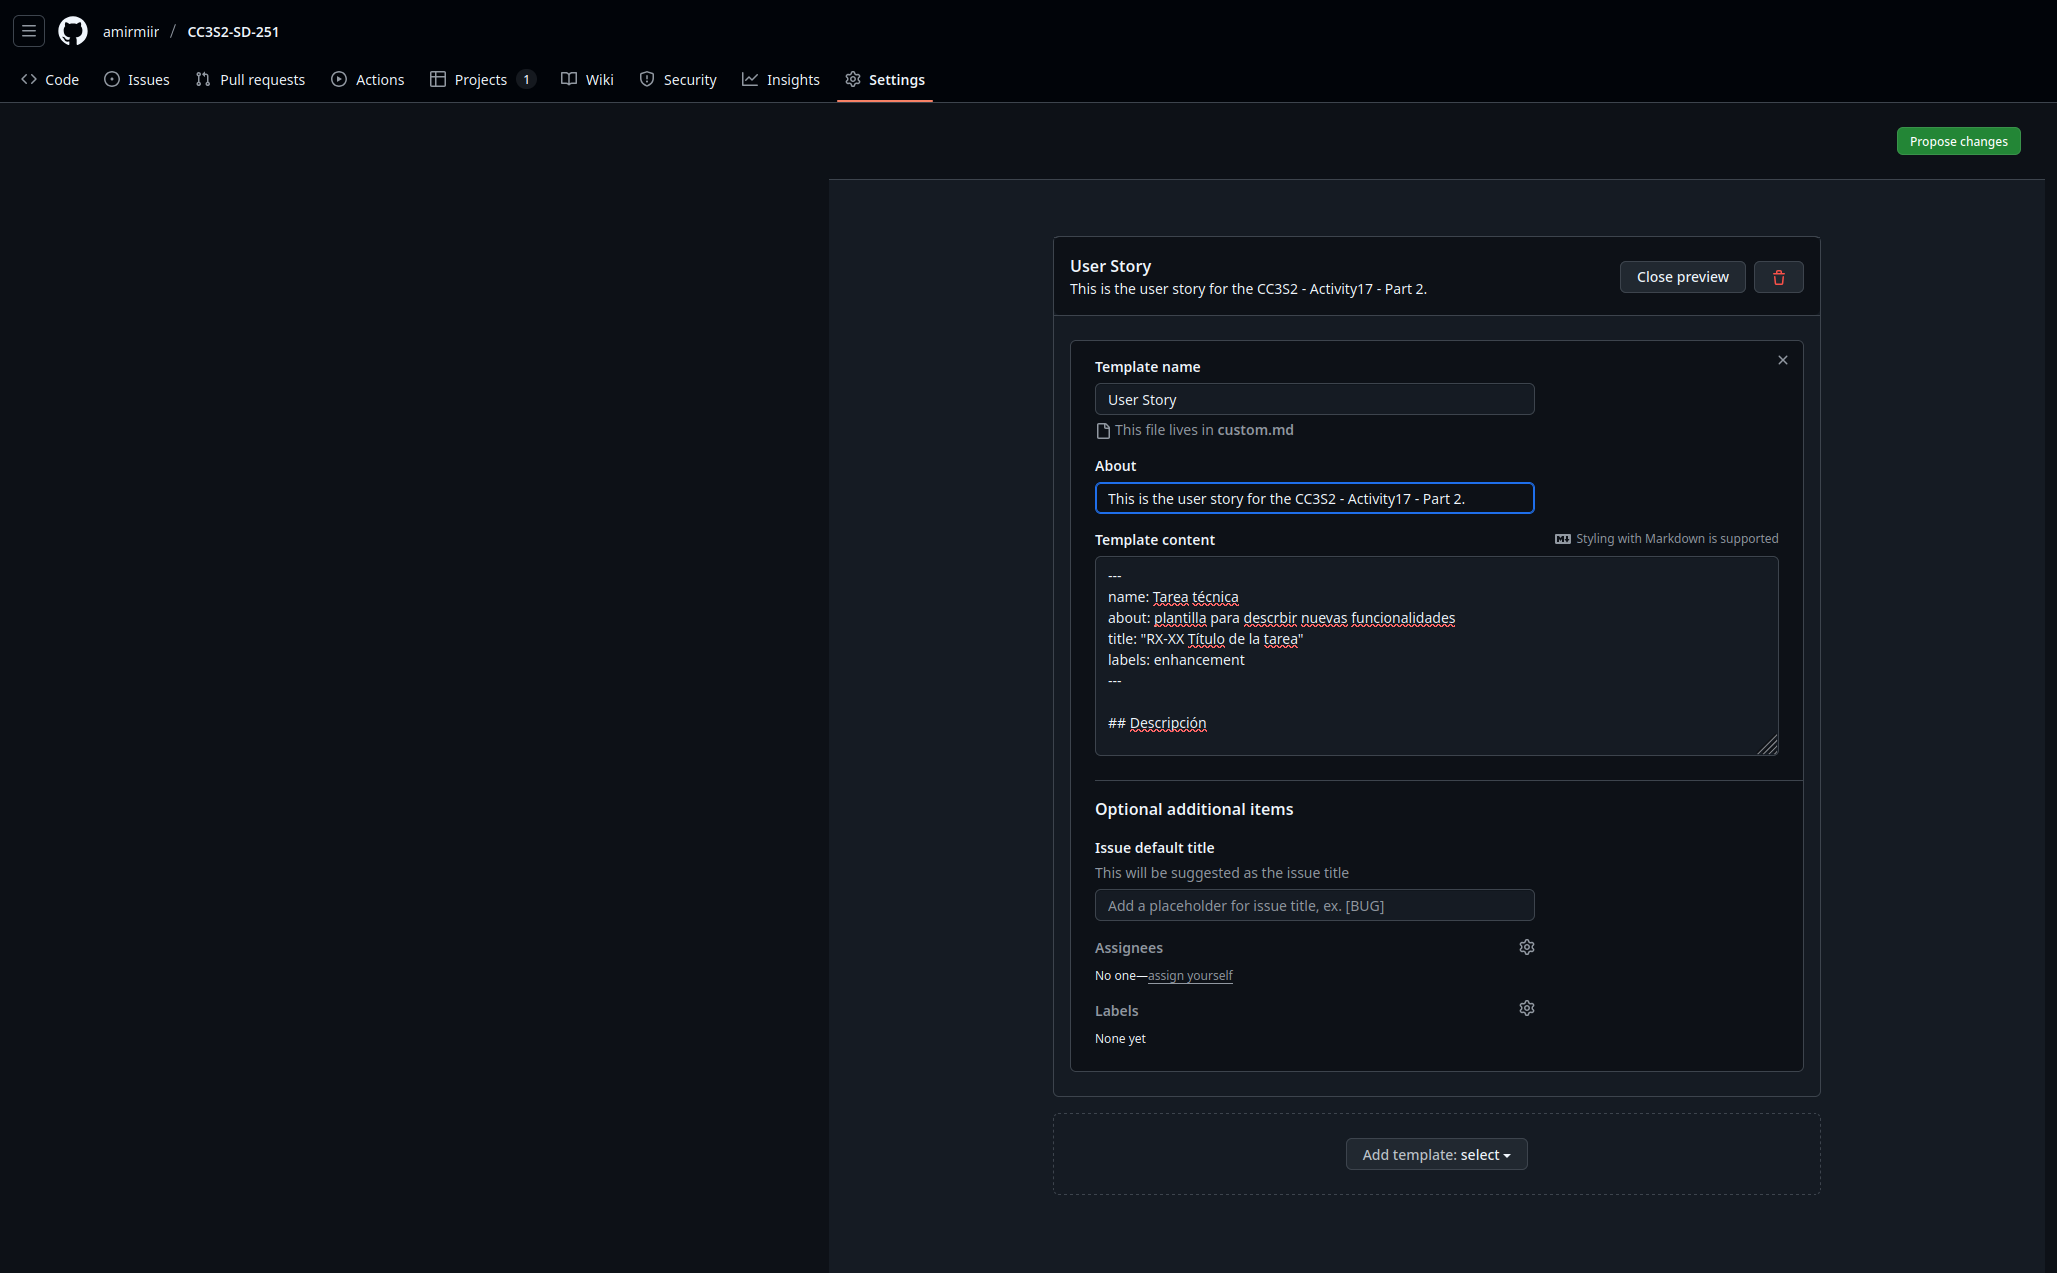 amirmiir / CC3S2-SD-251
Code Issues Pull requests Actions Projects 1 Wiki Security Insights Settings
Propose changes
User Story
This is the user story for the CC3S2 - Activity17 - Part 2.
Close preview
Template name
User Story
This file lives in custom.md
About
This is the user story for the CC3S2 - Activity17 - Part 2.
Template content
Styling with Markdown is supported
---
name: Tarea técnica
about: plantilla para descrbir nuevas funcionalidades
title: "RX-XX Título de la tarea"
labels: enhancement
---
## Descripción
Optional additional items
Issue default title
This will be suggested as the issue title
Add a placeholder for issue title, ex. [BUG]
Assignees
No one—assign yourself
Labels
None yet
Add template: select